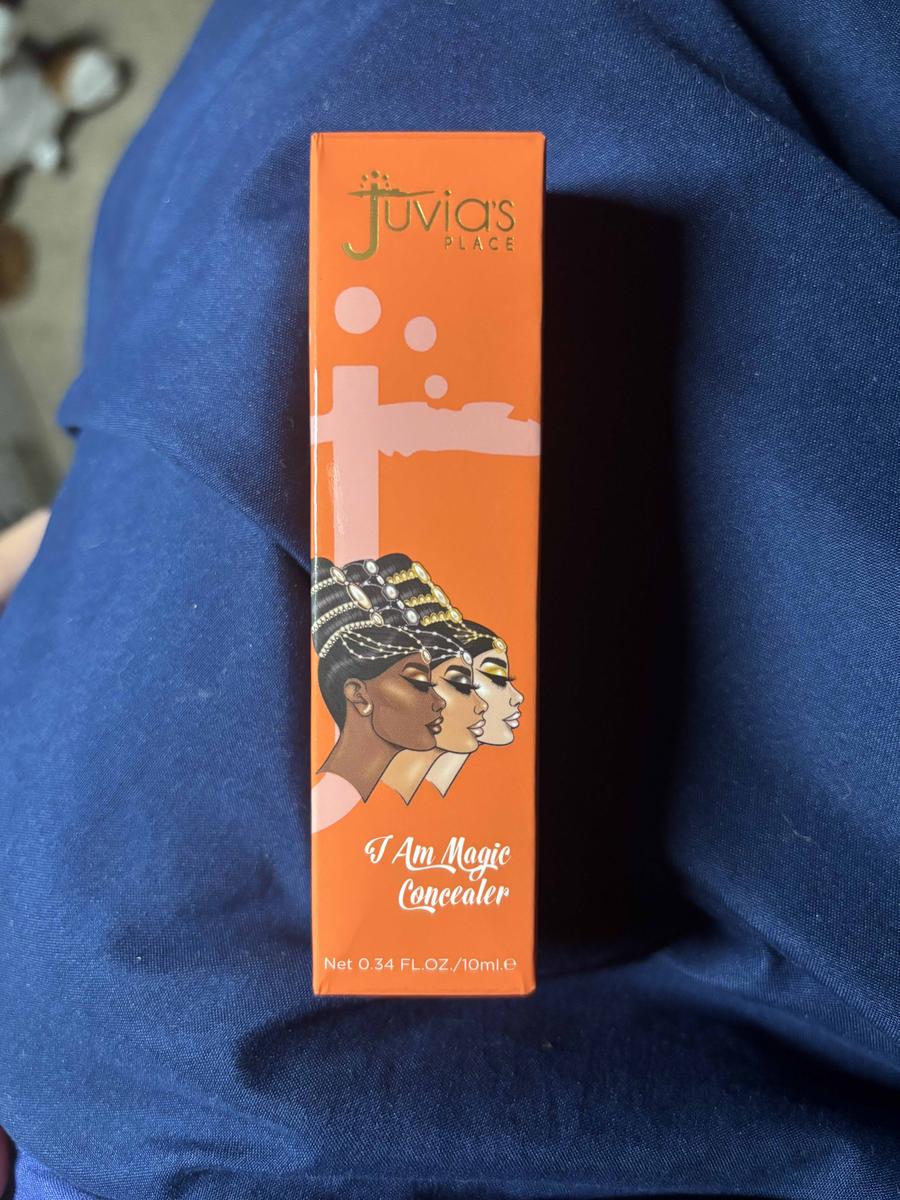 Juvia's
PLACE
I Am Magic
Concealer
Net 0.34 FL.OZ./10ml.℮